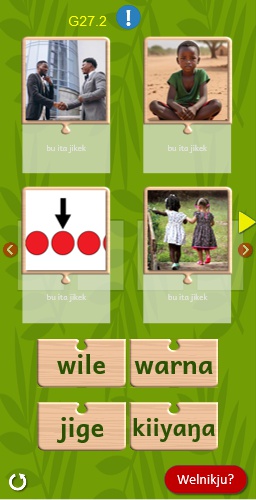 G27.2
!
bu ita jikek
bu ita jikek
bu ita jikek
bu ita jikek
wile
warna
jige
kiiyaŋa
Welnikju?